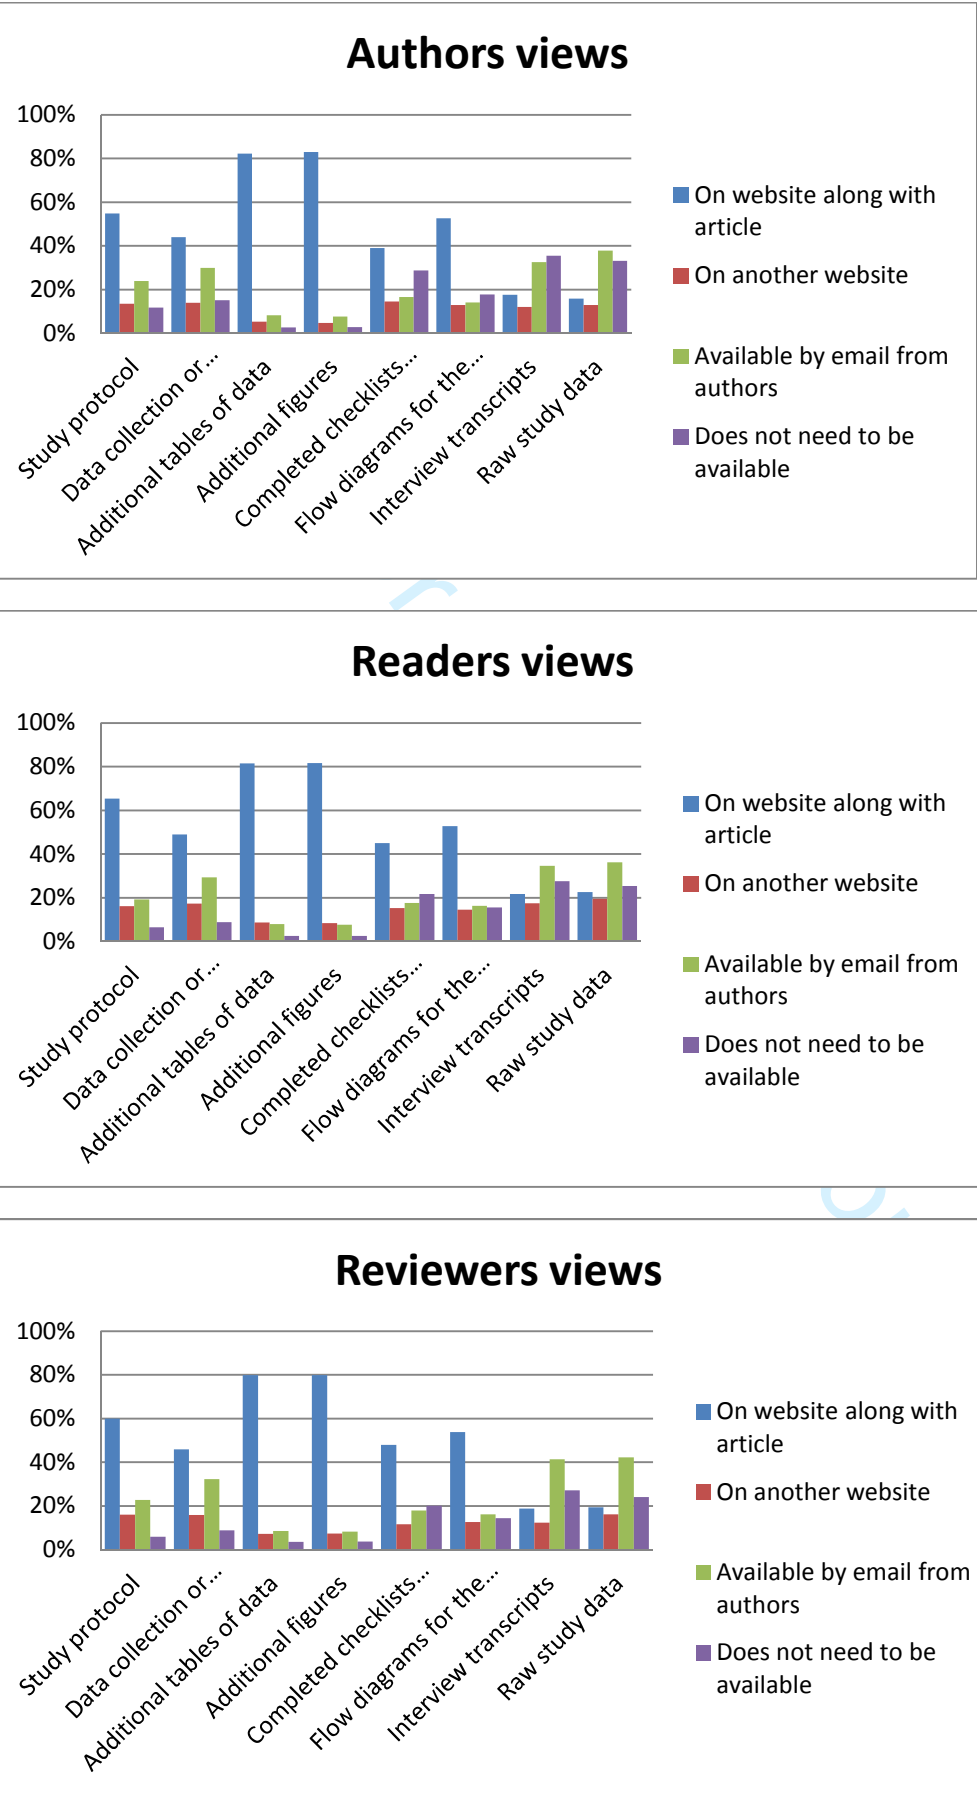 Authors views
100%
80%
60%
40%
20%
0%
Study protocol
Data collection or...
Additional tables of data
Additional figures
Completed checklists...
Flow diagrams for the...
Interview transcripts
Raw study data
On website along with
article
On another website
Available by email from
authors
Does not need to be
available
Readers views
100%
80%
60%
40%
20%
0%
Study protocol
Data collection or...
Additional tables of data
Additional figures
Completed checklists...
Flow diagrams for the...
Interview transcripts
Raw study data
On website along with
article
On another website
Available by email from
authors
Does not need to be
available
Reviewers views
100%
80%
60%
40%
20%
0%
Study protocol
Data collection or...
Additional tables of data
Additional figures
Completed checklists...
Flow diagrams for the...
Interview transcripts
Raw study data
On website along with
article
On another website
Available by email from
authors
Does not need to be
available